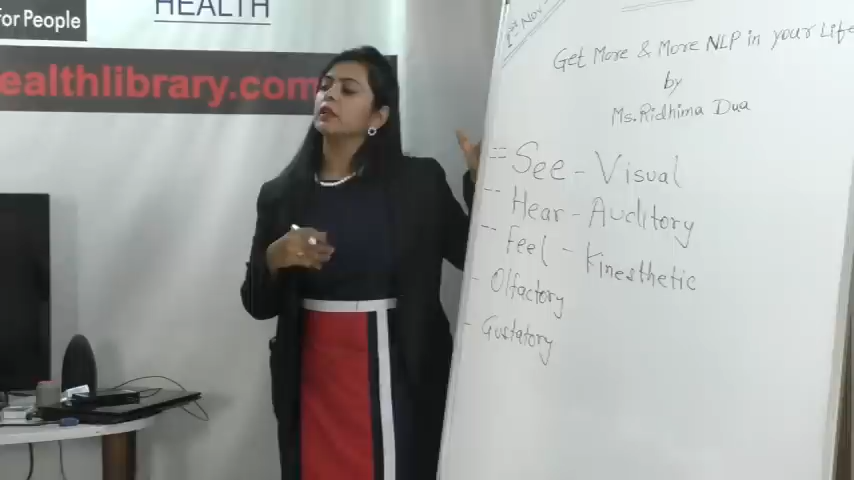 for People
HEALTH
ealthlibrary.com
Nov
Get More & More NLP in your Life
by
Ms. Ridhima Dua
-- See - Visual
-- Hear - Auditory
-- Feel - Kinesthetic
- Olfactory
- Gustatory